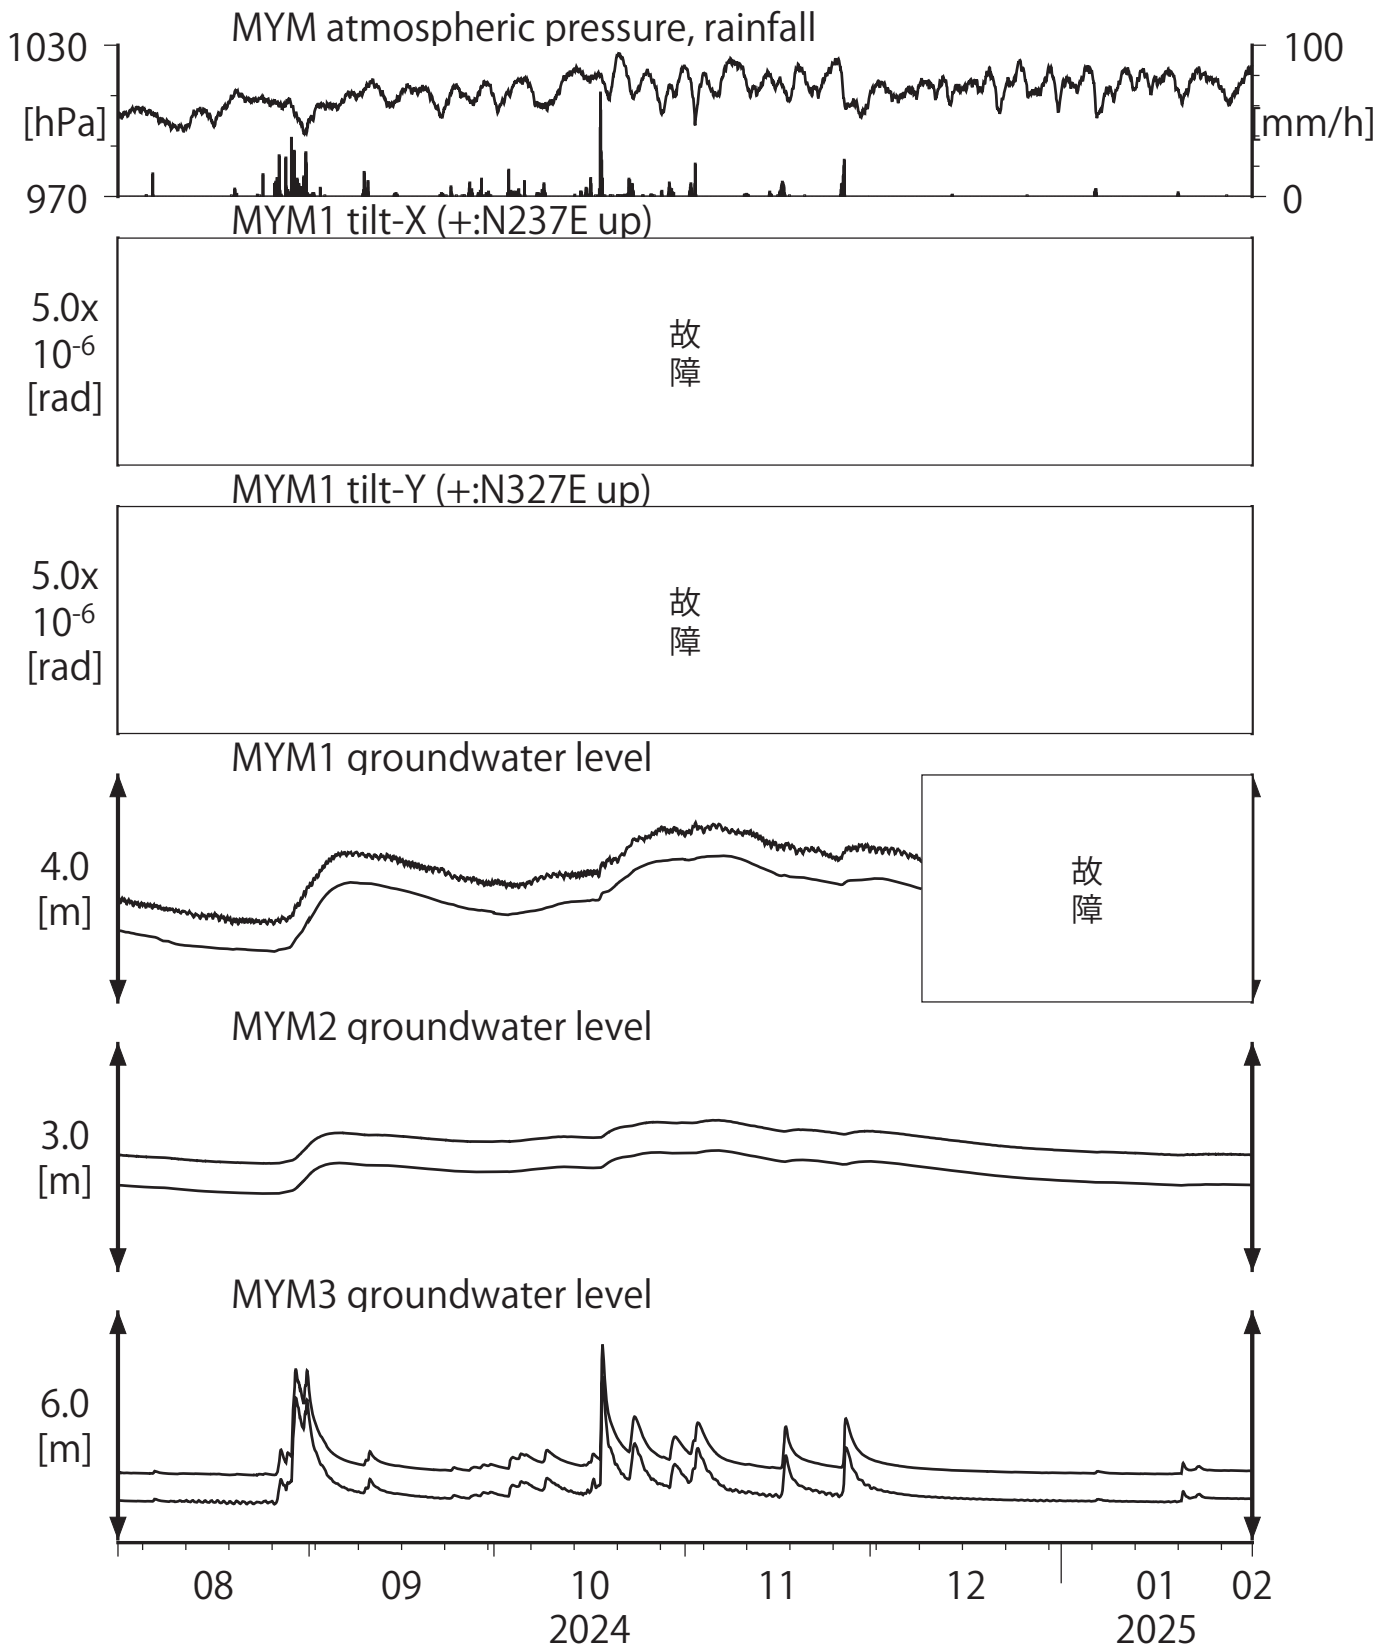 MYM atmospheric pressure, rainfall
1030
100
[hPa]
[mm/h]
970
0
MYM1 tilt-X (+:N237E up)
5.0x
10-6
[rad]
故
障
MYM1 tilt-Y (+:N327E up)
5.0x
10-6
[rad]
故
障
MYM1 groundwater level
4.0
[m]
故
障
MYM2 groundwater level
3.0
[m]
MYM3 groundwater level
6.0
[m]
08 09 10 11 12 01 02
2024 2025